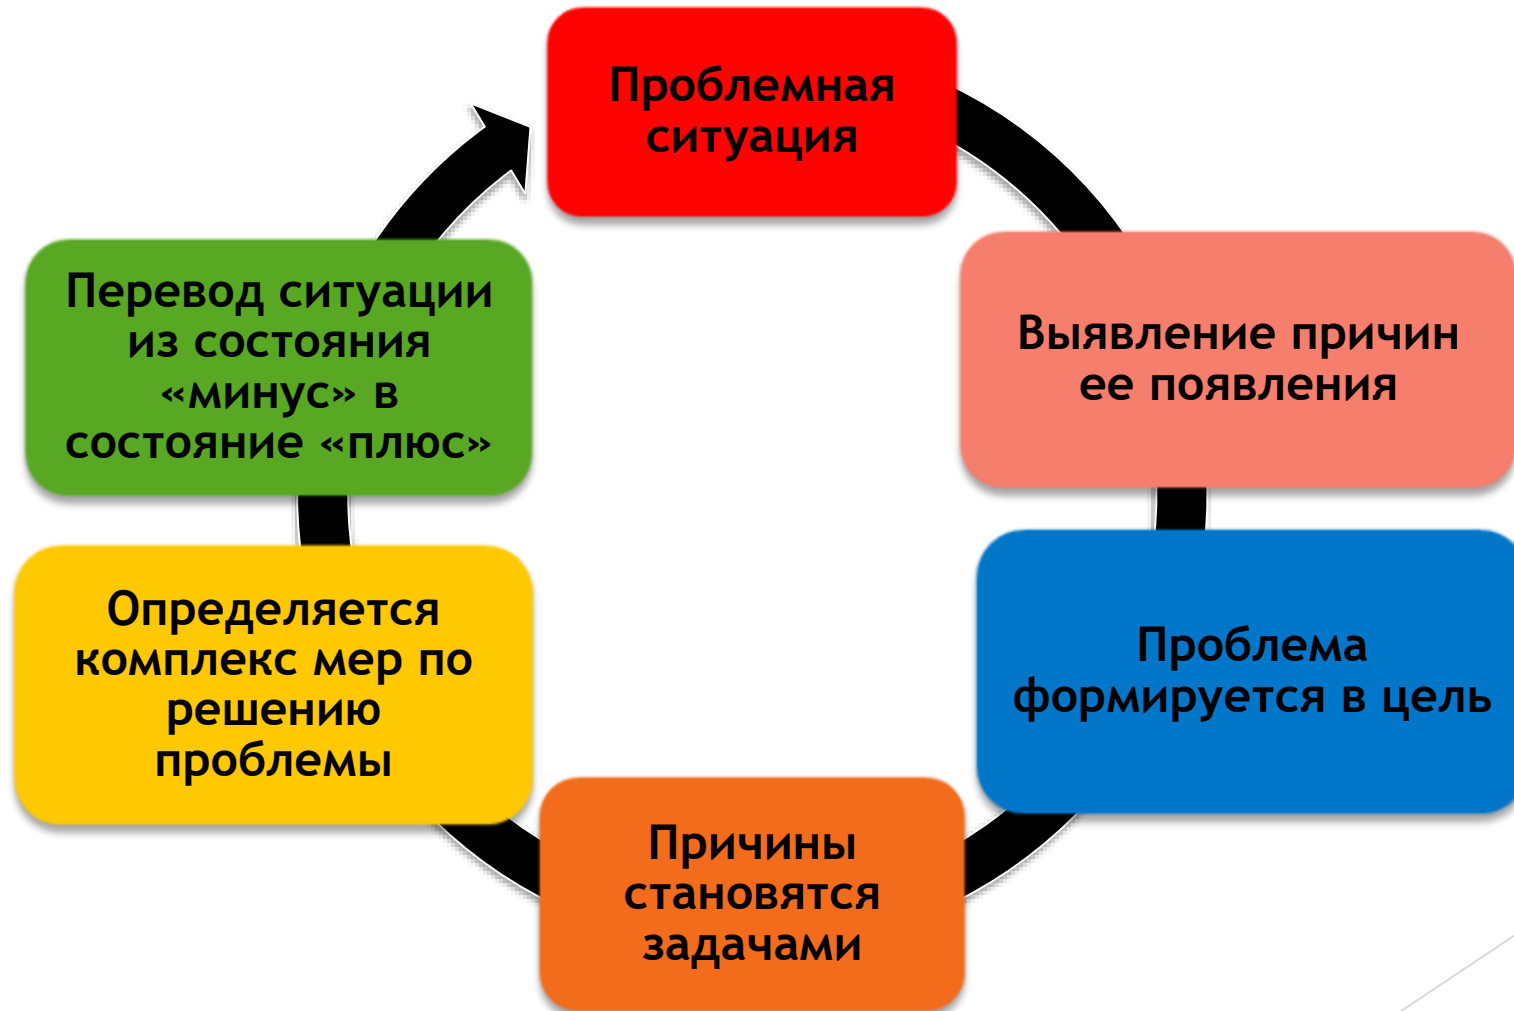 Проблемная
ситуация
Выявление причин
ее появления
Проблема
формируется в цель
Причины
становятся
задачами
Определяется
комплекс мер по
решению
проблемы
Перевод ситуации
из состояния
«минус» в
состояние «плюс»